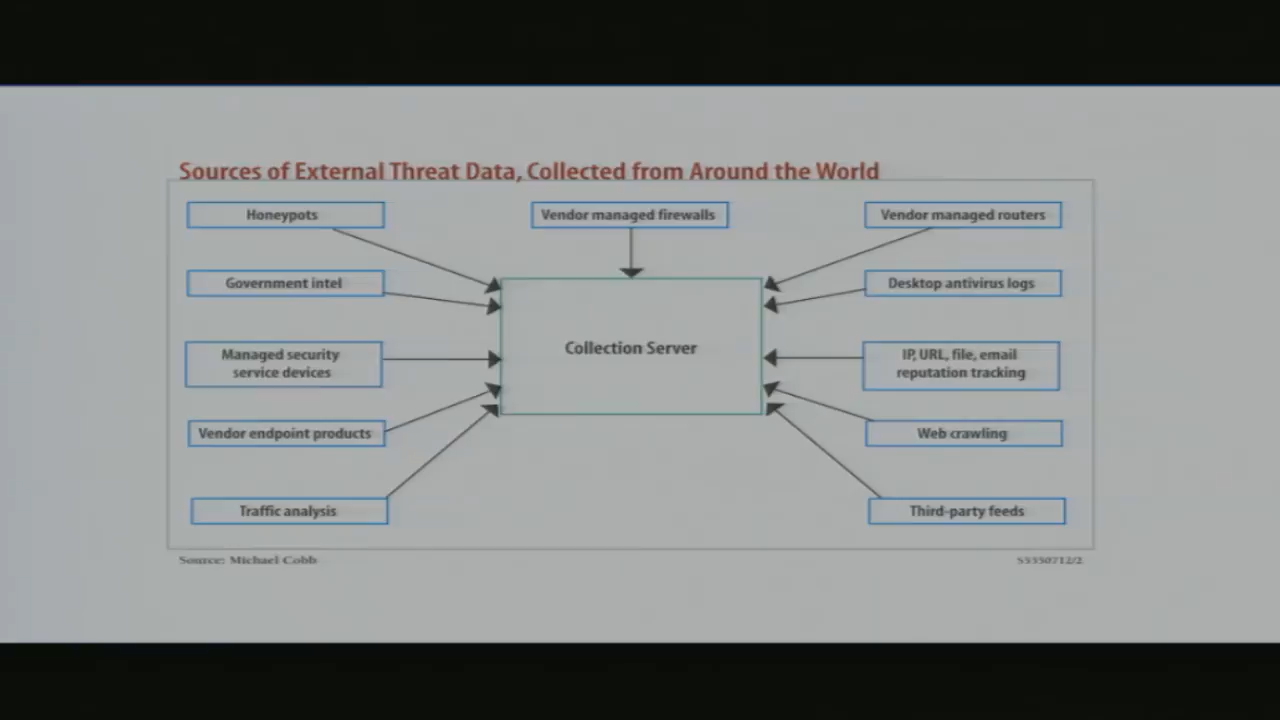 Sources of External Threat Data, Collected from Around the World
Honeypots
Vendor managed firewalls
Vendor managed routers
Government intel
Desktop antivirus logs
Collection Server
Managed security
service devices
IP, URL, file, email
reputation tracking
Vendor endpoint products
Web crawling
Traffic analysis
Third-party feeds
Source: Michael Cobb
S5550712/2